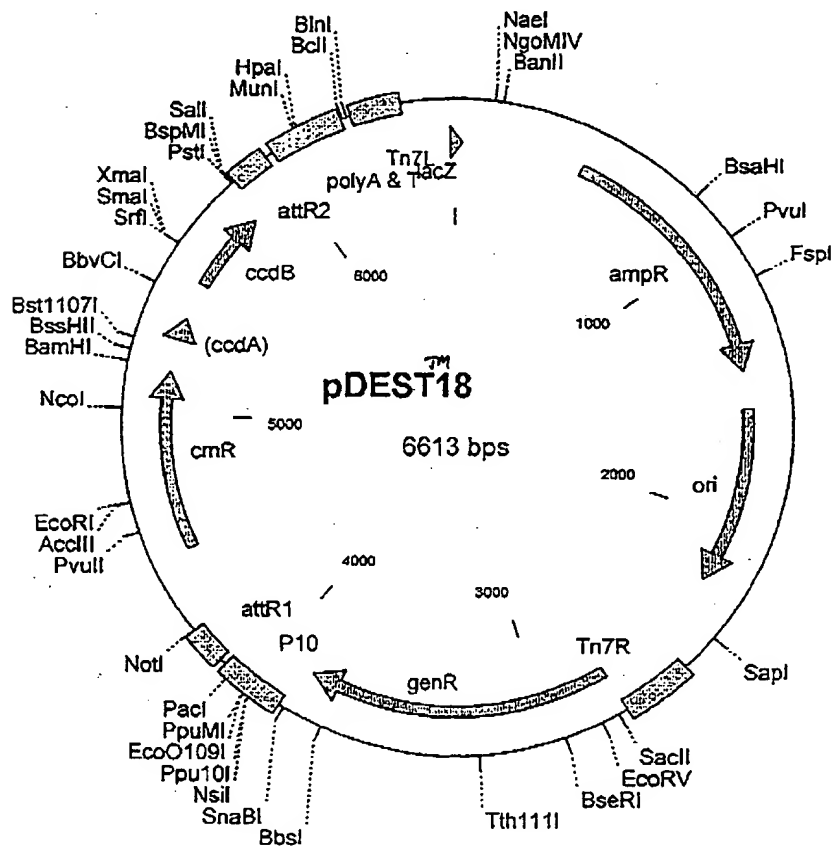 BlnI
BclI
HpaI
MunI
SalI
BspMI
PstI
XmaI
SmaI
SrfI
BbvCI
Bst1107I
BssHII
BamHI
NcoI
EcoRI
AccIII
PvuII
NotI
PacI
PpuMI
EcoO109I
Ppu10I
NsiI
SnaBI
BbsI
Tth111I
BseRI
EcoRV
SacII
SapI
FspI
PvuI
BsaHI
BanII
NgoMIV
NaeI
Tn7L
lacZ
polyA & T
attR2
ccdB
(ccdA)
cmR
attR1
P10
genR
Tn7R
ori
ampR
6000
1000
5000
2000
4000
3000
pDEST™18
6613 bps